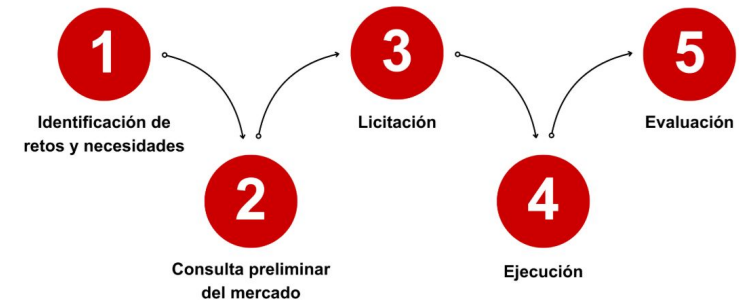 1
Identificación de
retos y necesidades
2
Consulta preliminar
del mercado
3
Licitación
4
Ejecución
5
Evaluación